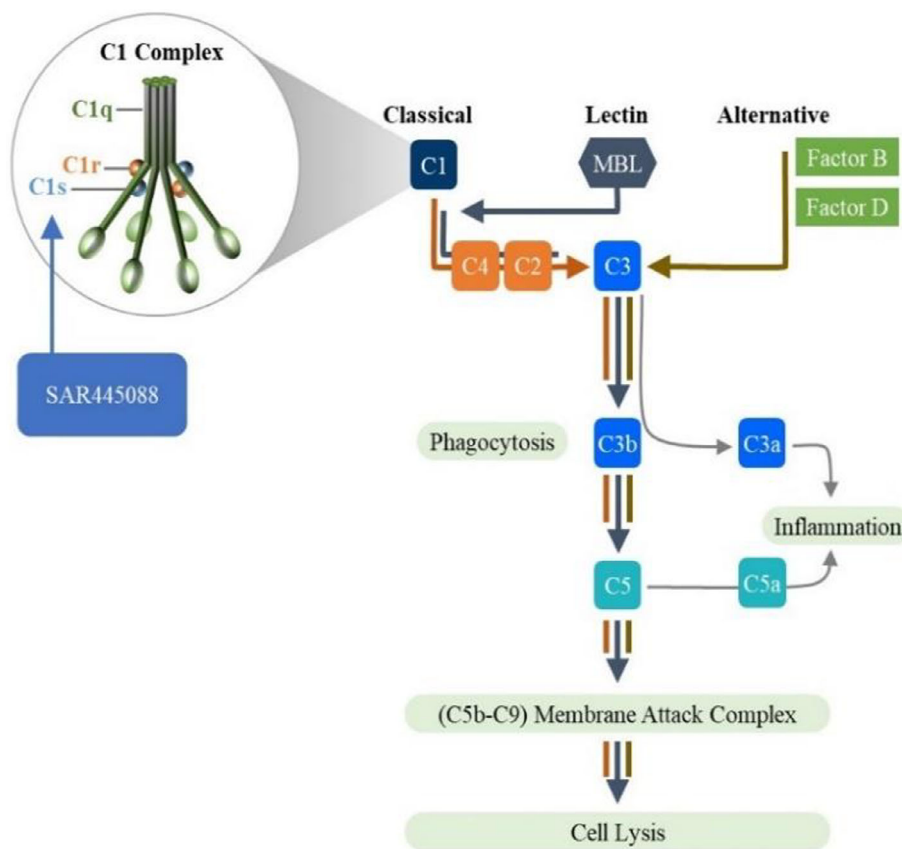 C1 Complex
C1q
C1r
C1s
SAR445088
Classical
Lectin
Alternative
C1
MBL
Factor B
Factor D
C4
C2
C3
Phagocytosis
C3b
C3a
Inflammation
C5
C5a
(C5b-C9) Membrane Attack Complex
Cell Lysis